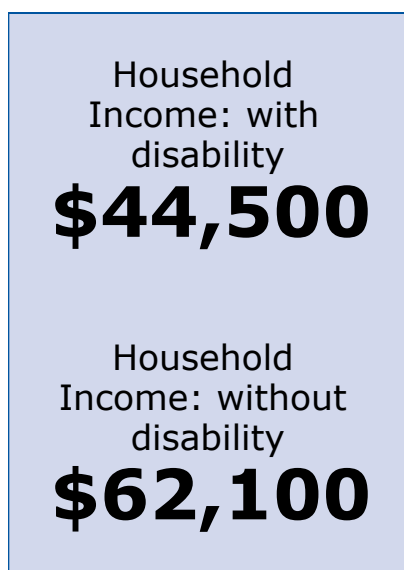 Household
Income: with
disability
$44,500
Household
Income: without
disability
$62,100